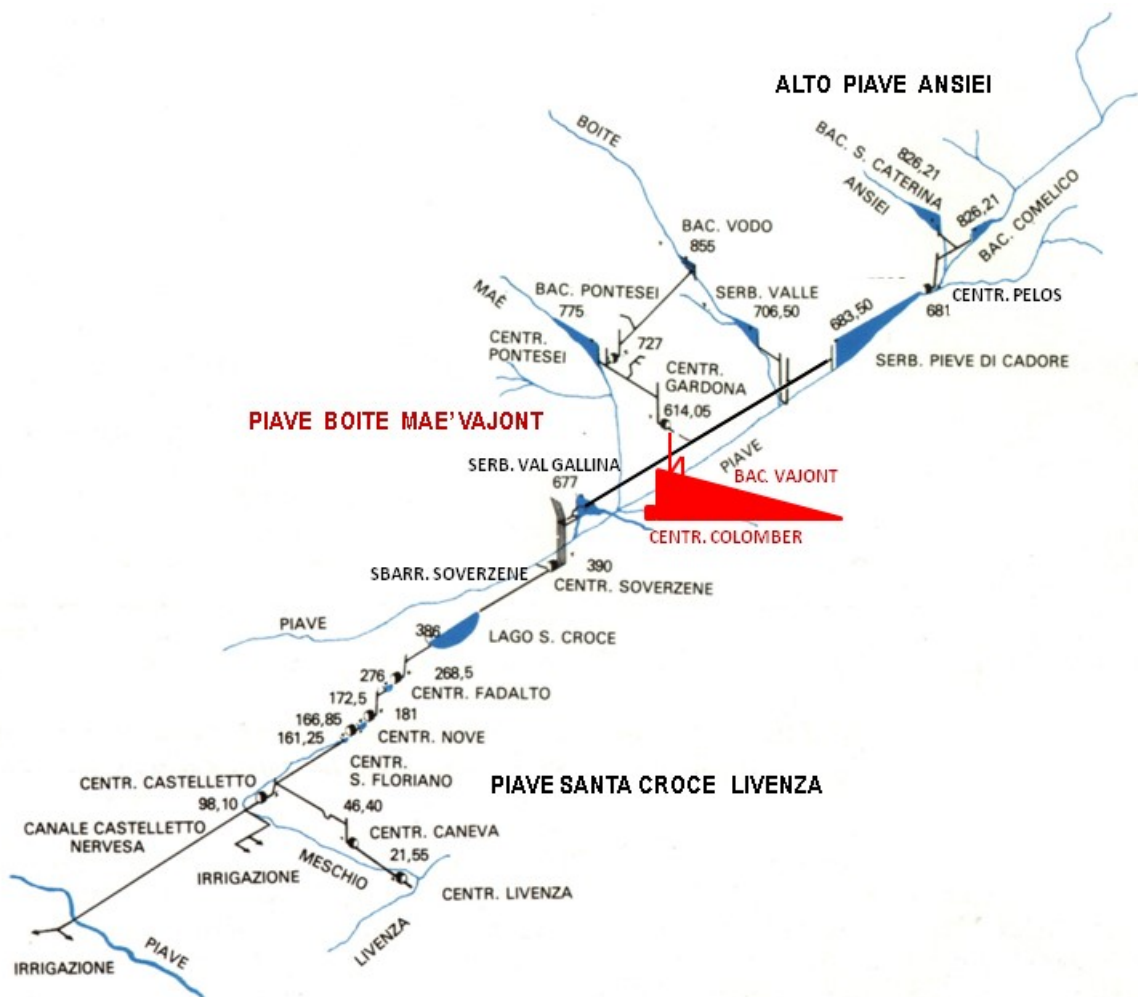 ALTO PIAVE ANSIEI
BOITE
BAC. S. CATERINA
826,21
ANSIEI
826,21
BAC. COMELICO
BAC. VODO
855
MAÈ
BAC. PONTESEI
775
SERB. VALLE
706,50
683,50
681
CENTR. PELOS
CENTR.
PONTESEI
727
CENTR.
GARDONA
614,05
SERB. PIEVE DI CADORE
PIAVE BOITE MAE'VAJONT
PIAVE
SERB. VAL GALLINA
677
BAC. VAJONT
CENTR. COLOMBER
SBARR. SOVERZENE
390
CENTR. SOVERZENE
PIAVE
386
LAGO S. CROCE
276
268,5
CENTR. FADALTO
172,5
181
166,85
CENTR. NOVE
161,25
CENTR.
S. FLORIANO
PIAVE SANTA CROCE LIVENZA
CENTR. CASTELLETTO
98,10
46,40
CANALE CASTELLETTO
NERVESA
CENTR. CANEVA
21,55
IRRIGAZIONE
MESCHIO
CENTR. LIVENZA
LIVENZA
PIAVE
IRRIGAZIONE